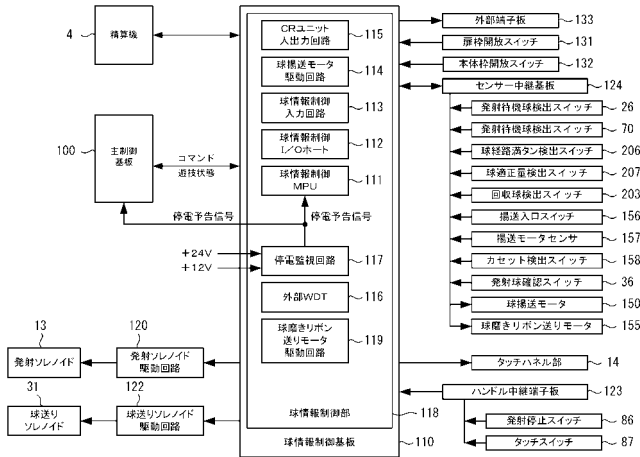 4
精算機
100
主制御
基板
コマンド
遊技状態
停電予告信号
停電予告信号
+24V
+12V
CRユニット
入出力回路
115
球揚送モータ
駆動回路
114
球情報制御
入力回路
113
球情報制御
I/Oポート
112
球情報制御
MPU
111
停電監視回路
117
外部WDT
116
球磨きリボン
送りモータ
駆動回路
119
球情報制御部
118
球情報制御基板
110
13
発射ソレノイド
120
発射ソレノイド
駆動回路
31
球送り
ソレノイド
122
球送りソレノイド
駆動回路
外部端子板
133
扉枠開放スイッチ
131
本体枠開放スイッチ
132
センサー中継基板
124
発射待機球検出スイッチ
26
発射待機球検出スイッチ
70
球経路満タン検出スイッチ
206
球適正量検出スイッチ
207
回収球検出スイッチ
203
揚送入口スイッチ
156
揚送モータセンサ
157
カセット検出スイッチ
158
発射球確認スイッチ
36
球揚送モータ
150
球磨きリボン送りモータ
155
タッチパネル部
14
ハンドル中継端子板
123
発射停止スイッチ
86
タッチスイッチ
87